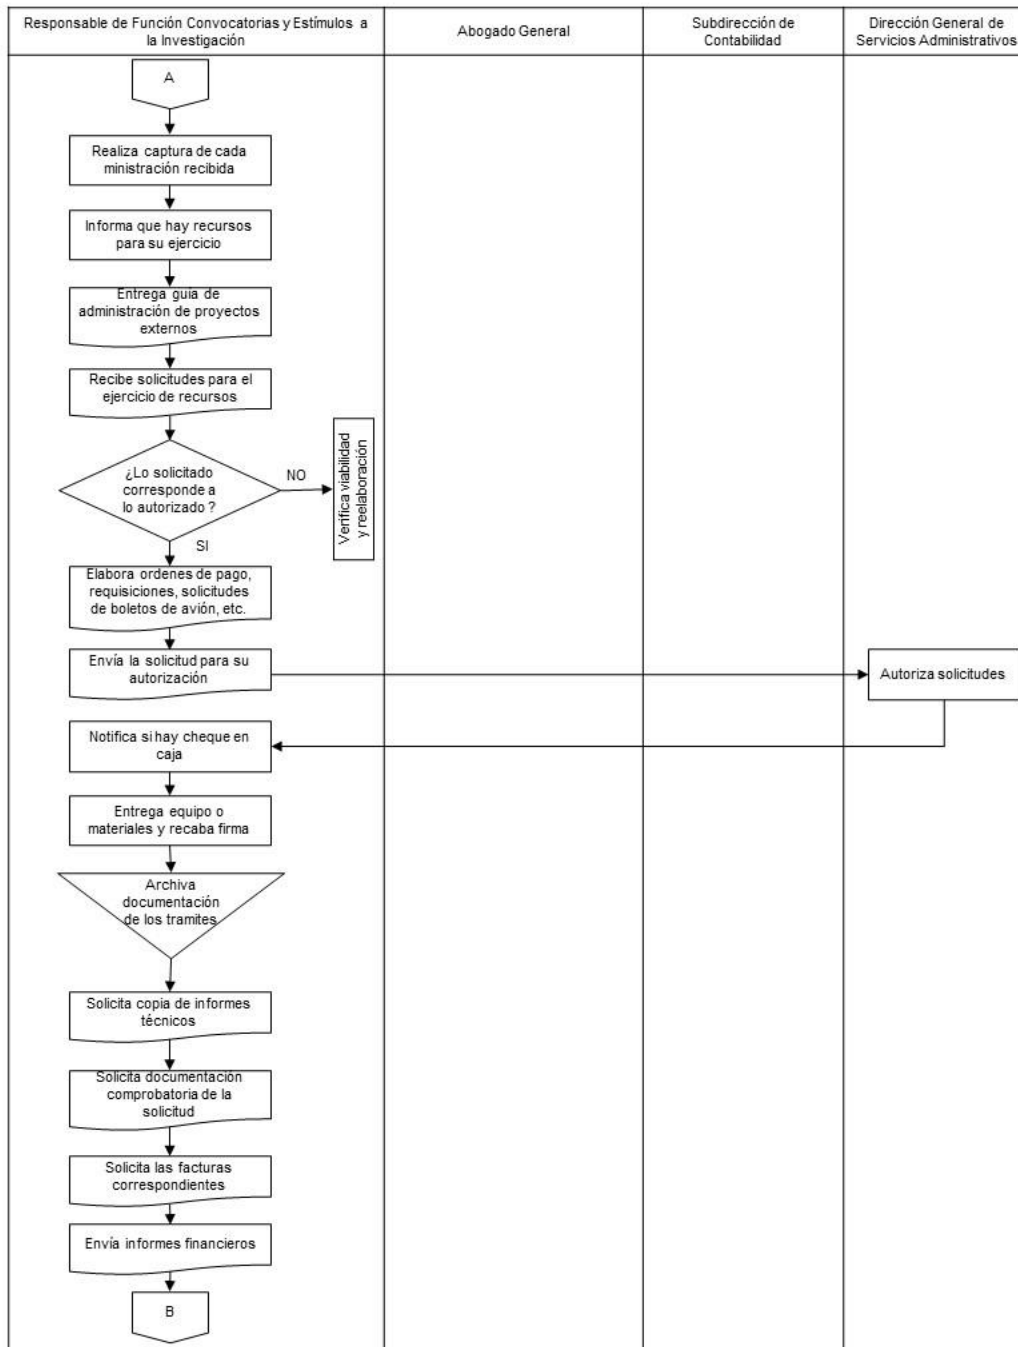 Responsable de Función Convocatorias y Estímulos a
la Investigación
Abogado General
Subdirección de
Contabilidad
Dirección General de
Servicios Administrativos
A
Realiza captura de cada
ministración recibida
Informa que hay recursos
para su ejercicio
Entrega guía de
administración de proyectos
externos
Recibe solicitudes para el
ejercicio de recursos
¿Lo solicitado
corresponde a
lo autorizado ?
NO
Verifica viabilidad
y reelaboración
SI
Elabora ordenes de pago,
requisiciones, solicitudes
de boletos de avión, etc.
Envía la solicitud para su
autorización
Autoriza solicitudes
Notifica si hay cheque en
caja
Entrega equipo o
materiales y recaba firma
Archiva
documentación
de los tramites
Solicita copia de informes
técnicos
Solicita documentación
comprobatoria de la
solicitud
Solicita las facturas
correspondientes
Envía informes financieros
B